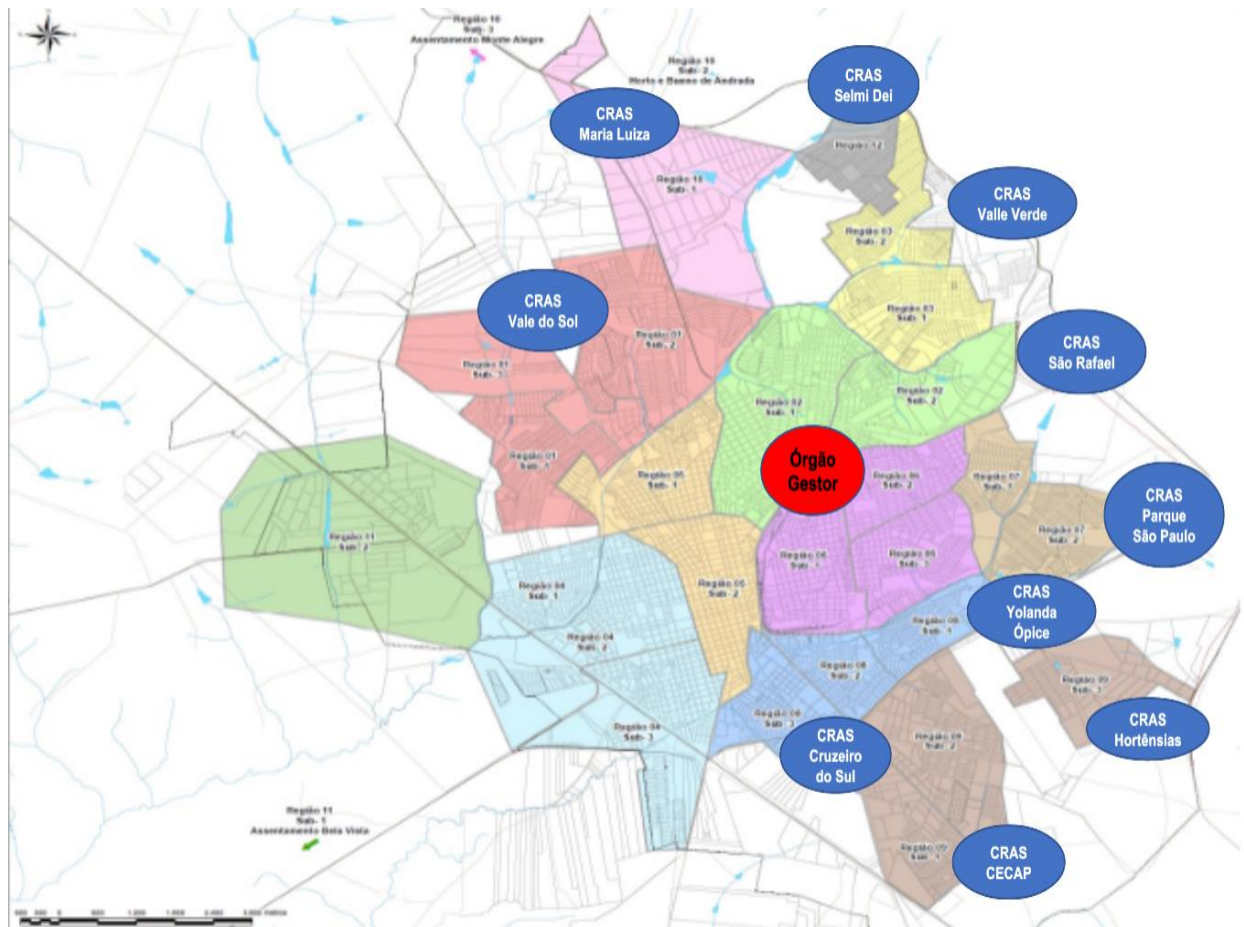 Região 10
Sub- 3
Assentamento Monte Alegre
Região 10
Sub- 2
Horto e Bueno de Andrada
CRAS
Selmi Dei
CRAS
Maria Luiza
Região 12
Região 10
Sub- 1
CRAS
Valle Verde
Região 03
Sub- 2
CRAS
Vale do Sol
Região 03
Sub- 1
Região 01
Sub- 2
CRAS
São Rafael
Região 01
Sub- 3
Região 02
Sub- 2
Região 02
Sub- 1
Região 01
Sub- 1
Órgão
Gestor
Região 05
Sub- 1
Região 06
Sub- 2
Região 07
Sub- 1
CRAS
Parque
São Paulo
Região 07
Sub- 2
Região 11
Sub- 2
Região 06
Sub- 1
Região 06
Sub- 3
Região 04
Sub- 1
Região 05
Sub- 2
CRAS
Yolanda
Ópice
Região 08
Sub- 1
Região 04
Sub- 2
Região 08
Sub- 2
Região 09
Sub- 3
Região 08
Sub- 3
CRAS
Hortênsias
Região 04
Sub- 3
CRAS
Cruzeiro
do Sul
Região 09
Sub- 2
Região 11
Sub- 1
Assentamento Bela Vista
Região 09
Sub- 1
CRAS
CECAP
metros